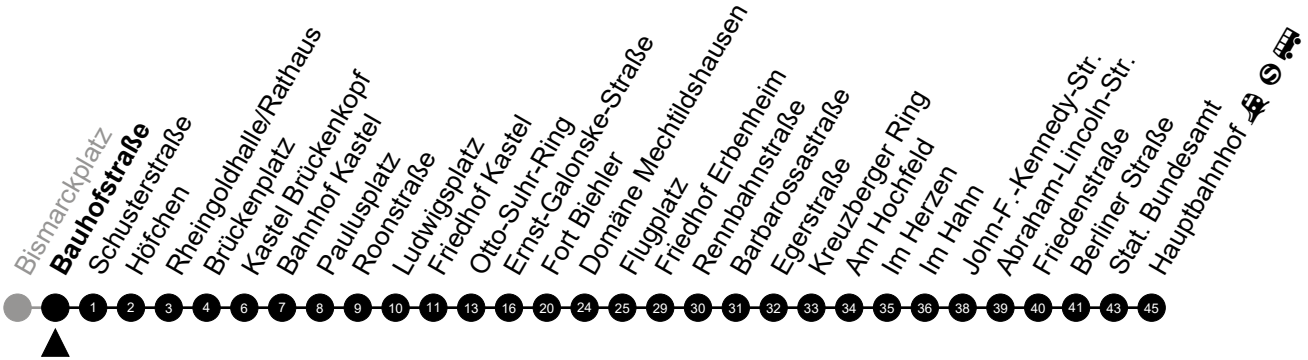 Bismarckplatz
Bauhofstraße
Schusterstraße
Höfchen
Rheingoldhalle/Rathaus
Brückenplatz
Kastel Brückenkopf
Bahnhof Kastel
Paulusplatz
Roonstraße
Ludwigsplatz
Friedhof Kastel
Otto-Suhr-Ring
Ernst-Galonske-Straße
Fort Biehler
Domäne Mechtildshausen
Flugplatz
Friedhof Erbenheim
Rennbahnstraße
Barbarossastraße
Egerstraße
Kreuzberger Ring
Am Hochfeld
Im Herzen
Im Hahn
John-F.-Kennedy-Str.
Abraham-Lincoln-Str.
Friedenstraße
Berliner Straße
Stat. Bundesamt
Hauptbahnhof S
1 2 3 4 6 7 8 9 10 11 13 16 20 24 25 29 30 31 32 33 34 35 36 38 39 40 41 43 45